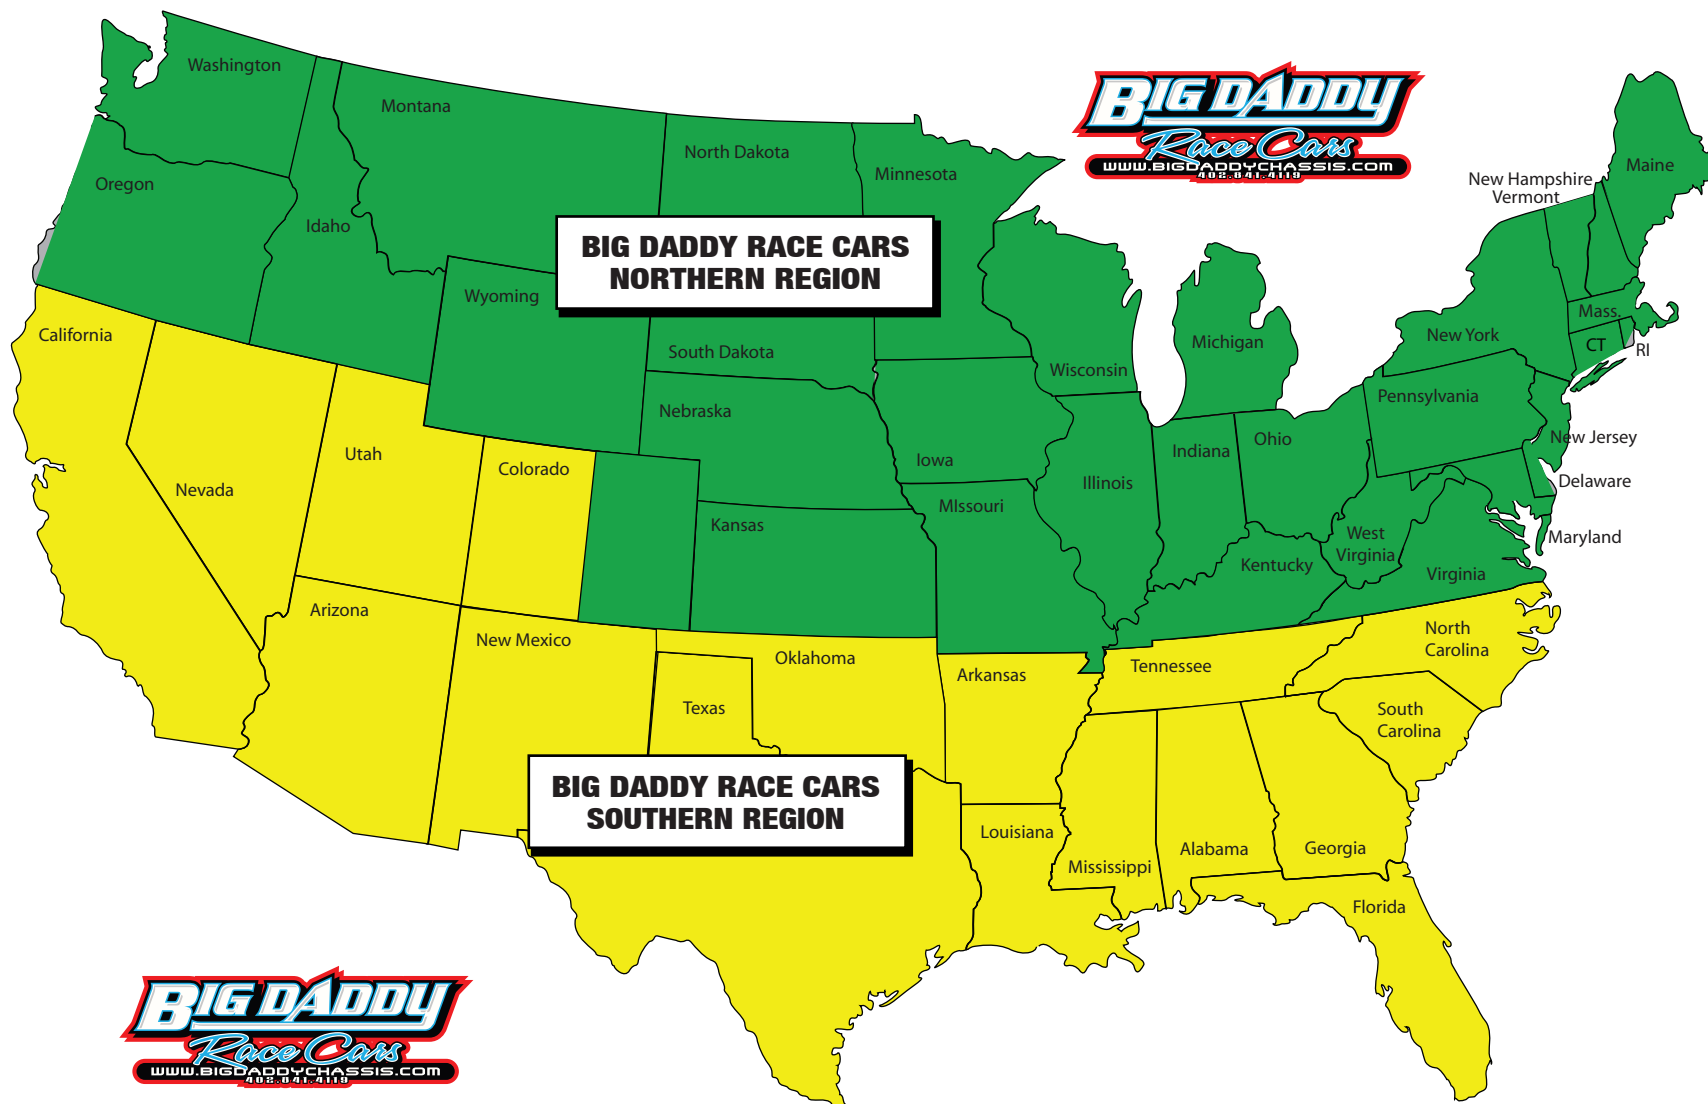 Washington
Montana
North Dakota
Minnesota
BIG DADDY
Race Cars
WWW.BIGDADDYCHASSIS.COM
402.841.4119
Maine
New Hampshire
Vermont
Oregon
Idaho
BIG DADDY RACE CARS
NORTHERN REGION
Wyoming
California
South Dakota
Wisconsin
Michigan
New York
Mass.
CT
RI
Nebraska
Pennsylvania
New Jersey
Utah
Colorado
Nevada
Iowa
Illinois
Indiana
Ohio
Delaware
MIssouri
Kansas
West
Virginia
Maryland
Kentucky
Virginia
Arizona
New Mexico
Oklahoma
Arkansas
Tennessee
North
Carolina
Texas
South
Carolina
BIG DADDY RACE CARS
SOUTHERN REGION
Louisiana
Mississippi
Alabama
Georgia
Florida
BIG DADDY
Race Cars
WWW.BIGDADDYCHASSIS.COM
402.841.4119